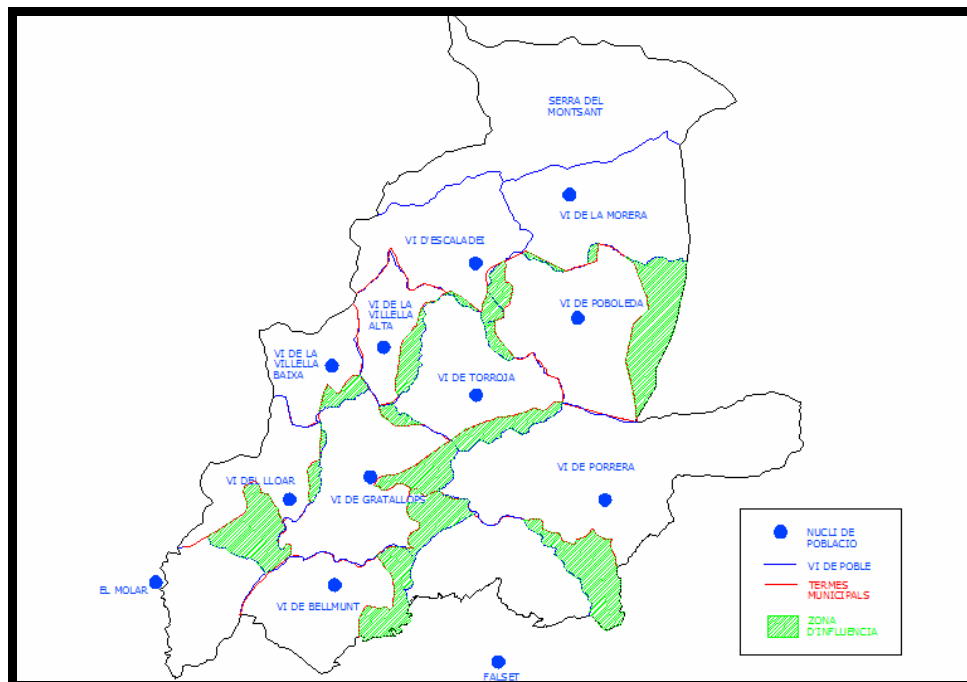 SERRA DEL
MONTSANT
VI DE LA MORERA
VI D'ESCALADEI
VI DE LA
VILLELLA
ALTA
VI DE POBOLEDA
VI DE LA
VILLELLA
BAIXA
VI DE TORROJA
VI DEL LLOAR
VI DE GRATALLOPS
VI DE PORRERA
EL MOLAR
VI DE BELLMUNT
FALSET
NUCLI DE
POBLACIO
VI DE POBLE
TERMES
MUNICIPALS
ZONA
D'INFLUENCIA